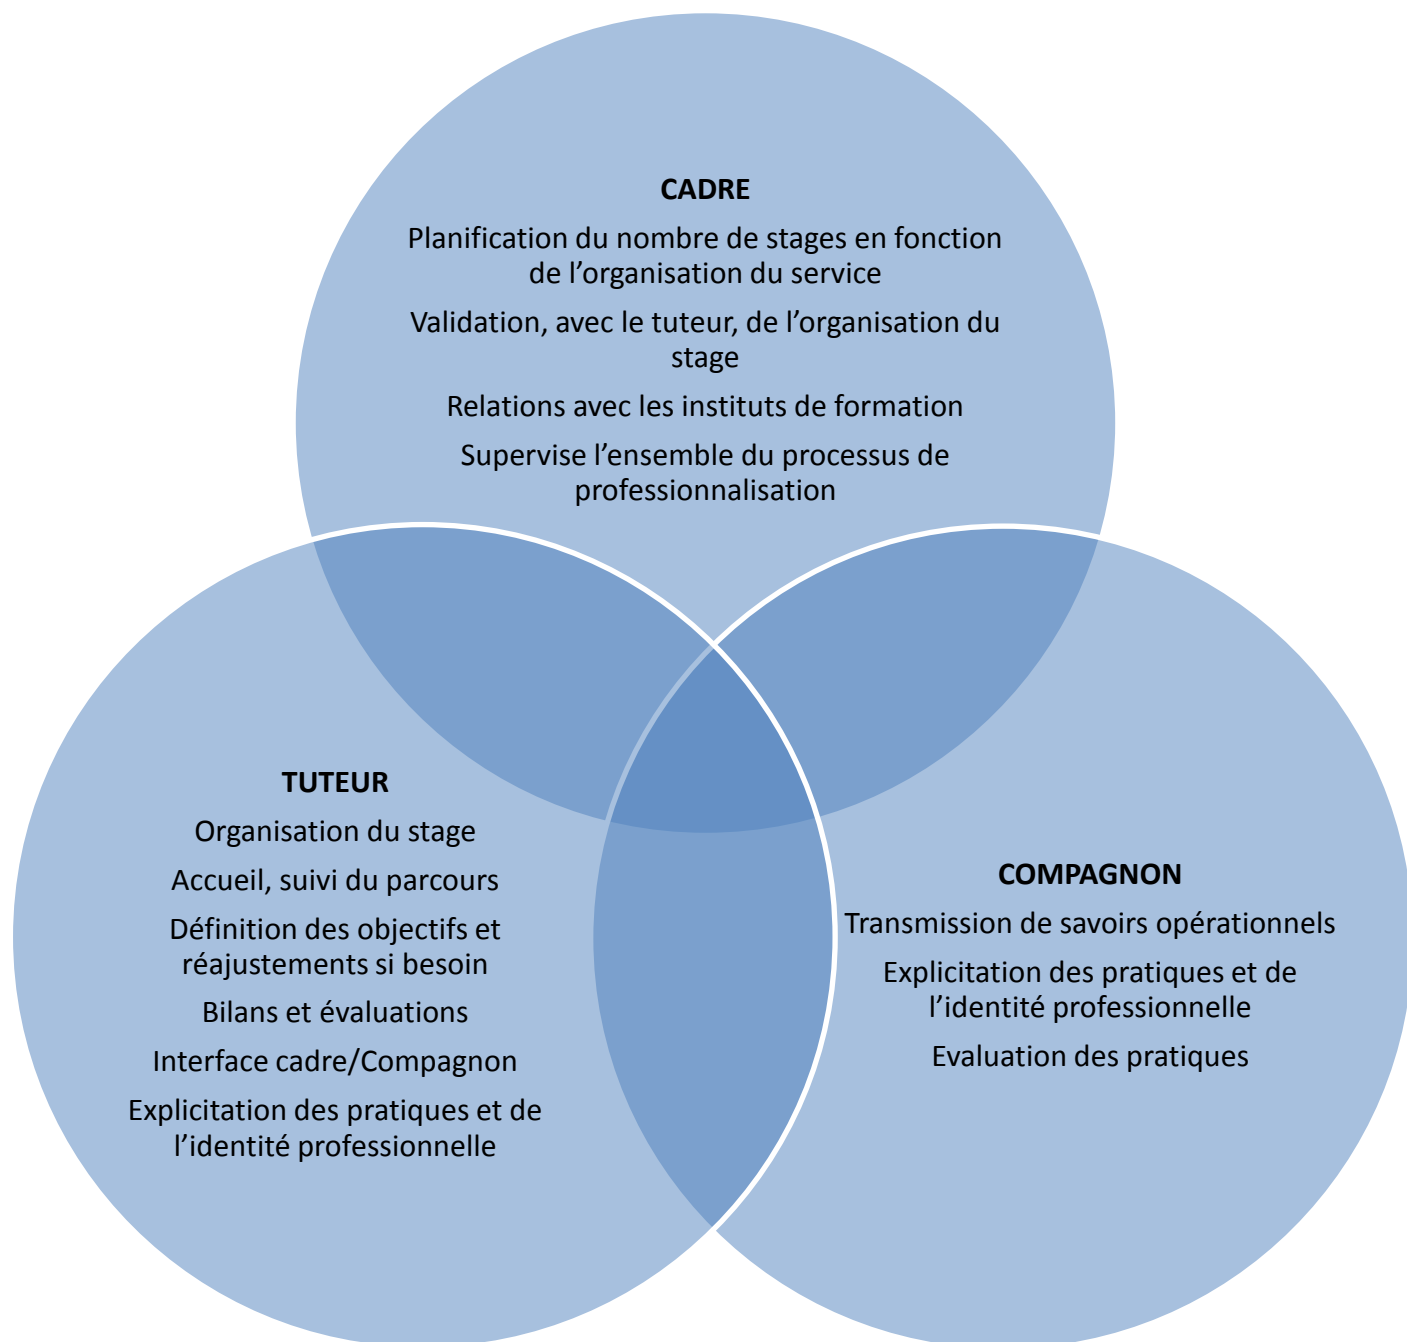 CADRE
Planification du nombre de stages en fonction
de l’organisation du service
Validation, avec le tuteur, de l’organisation du
stage
Relations avec les instituts de formation
Supervise l’ensemble du processus de
professionnalisation
TUTEUR
Organisation du stage
Accueil, suivi du parcours
Définition des objectifs et
réajustements si besoin
Bilans et évaluations
Interface cadre/Compagnon
Explicitation des pratiques et de
l’identité professionnelle
COMPAGNON
Transmission de savoirs opérationnels
Explicitation des pratiques et de
l’identité professionnelle
Evaluation des pratiques